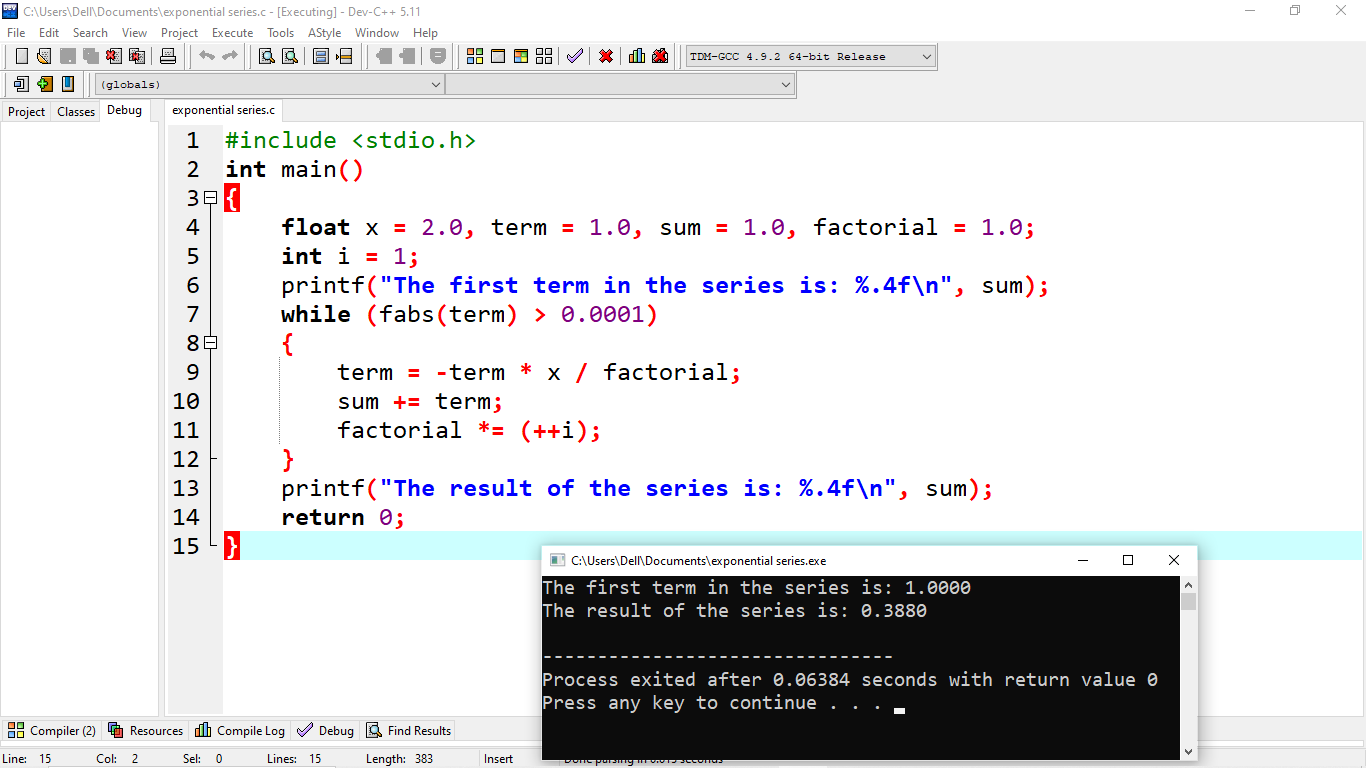 C:\Users\Dell\Documents\exponential series.c - [Executing] - Dev-C++ 5.11
File Edit Search View Project Execute Tools AStyle Window Help
TDM-GCC 4.9.2 64-bit Release
(globals)
Project Classes Debug exponential series.c
1 #include <stdio.h>
2 int main()
3 {
4 float x = 2.0, term = 1.0, sum = 1.0, factorial = 1.0;
5 int i = 1;
6 printf("The first term in the series is: %.4f\n", sum);
7 while (fabs(term) > 0.0001)
8 {
9 term = -term * x / factorial;
10 sum += term;
11 factorial *= (++i);
12 }
13 printf("The result of the series is: %.4f\n", sum);
14 return 0;
15 }
C:\Users\Dell\Documents\exponential series.exe
The first term in the series is: 1.0000
The result of the series is: 0.3880
--------------------------------
Process exited after 0.06384 seconds with return value 0
Press any key to continue . . .
Compiler (2) Resources Compile Log Debug Find Results
Line: 15 Col: 2 Sel: 0 Lines: 15 Length: 383 Insert Done parsing in 0.015 seconds